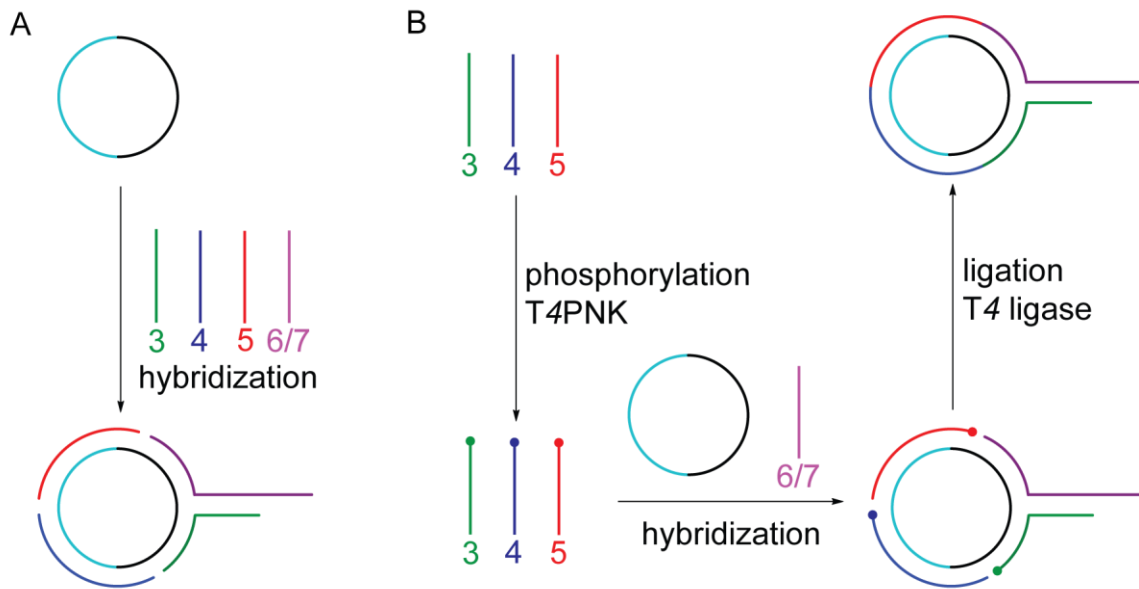 A
3 4 5 6/7
hybridization
B
3 4 5
phosphorylation
T4PNK
3 4 5
6/7
hybridization
ligation
T4 ligase